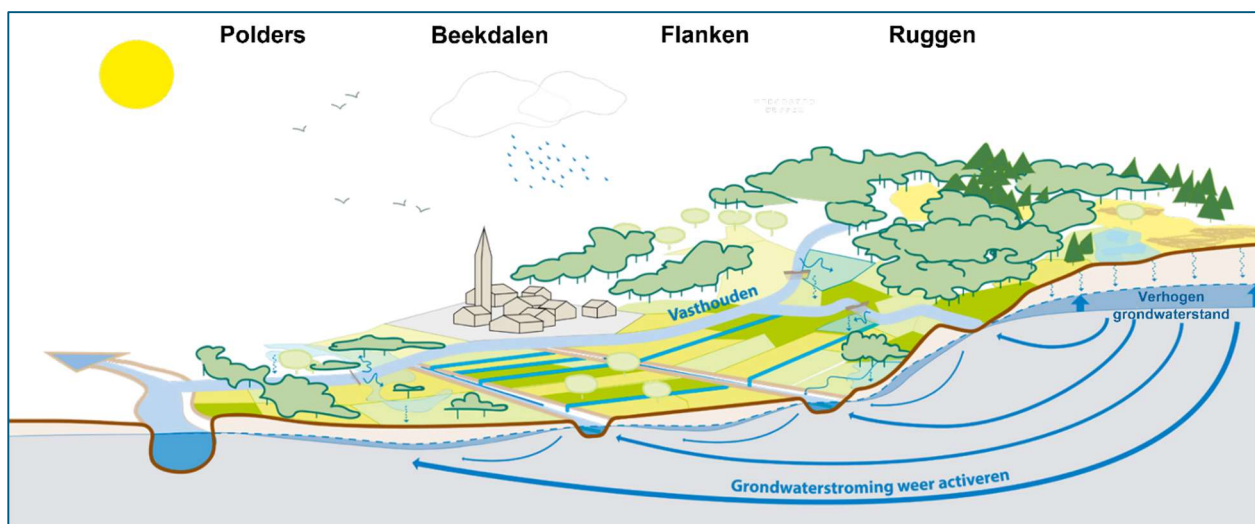 Polders
Beekdalen
Flanken
Ruggen
Vasthouden
Verhogen
grondwaterstand
Grondwaterstroming weer activeren